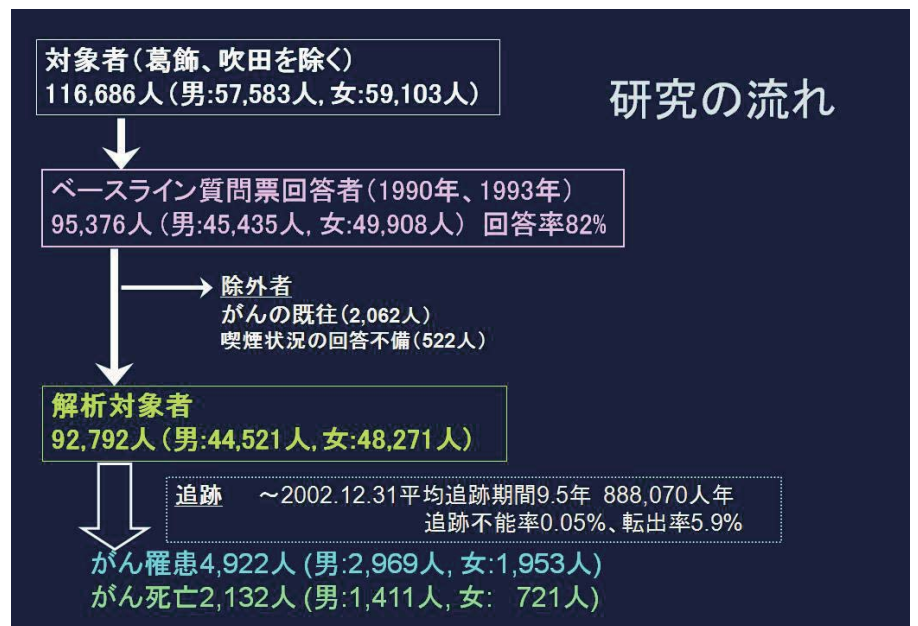 研究の流れ
対象者(葛飾、吹田を除く)
116,686人(男:57,583人, 女:59,103人)
ベースライン質問票回答者(1990年、1993年)
95,376人(男:45,435人, 女:49,908人) 回答率82%
除外者
がんの既往(2,062人)
喫煙状況の回答不備(522人)
解析対象者
92,792人(男:44,521人, 女:48,271人)
追跡 ~2002.12.31平均追跡期間9.5年 888,070人年
追跡不能率0.05%、転出率5.9%
がん罹患4,922人 (男:2,969人, 女:1,953人)
がん死亡2,132人 (男:1,411人, 女: 721人)